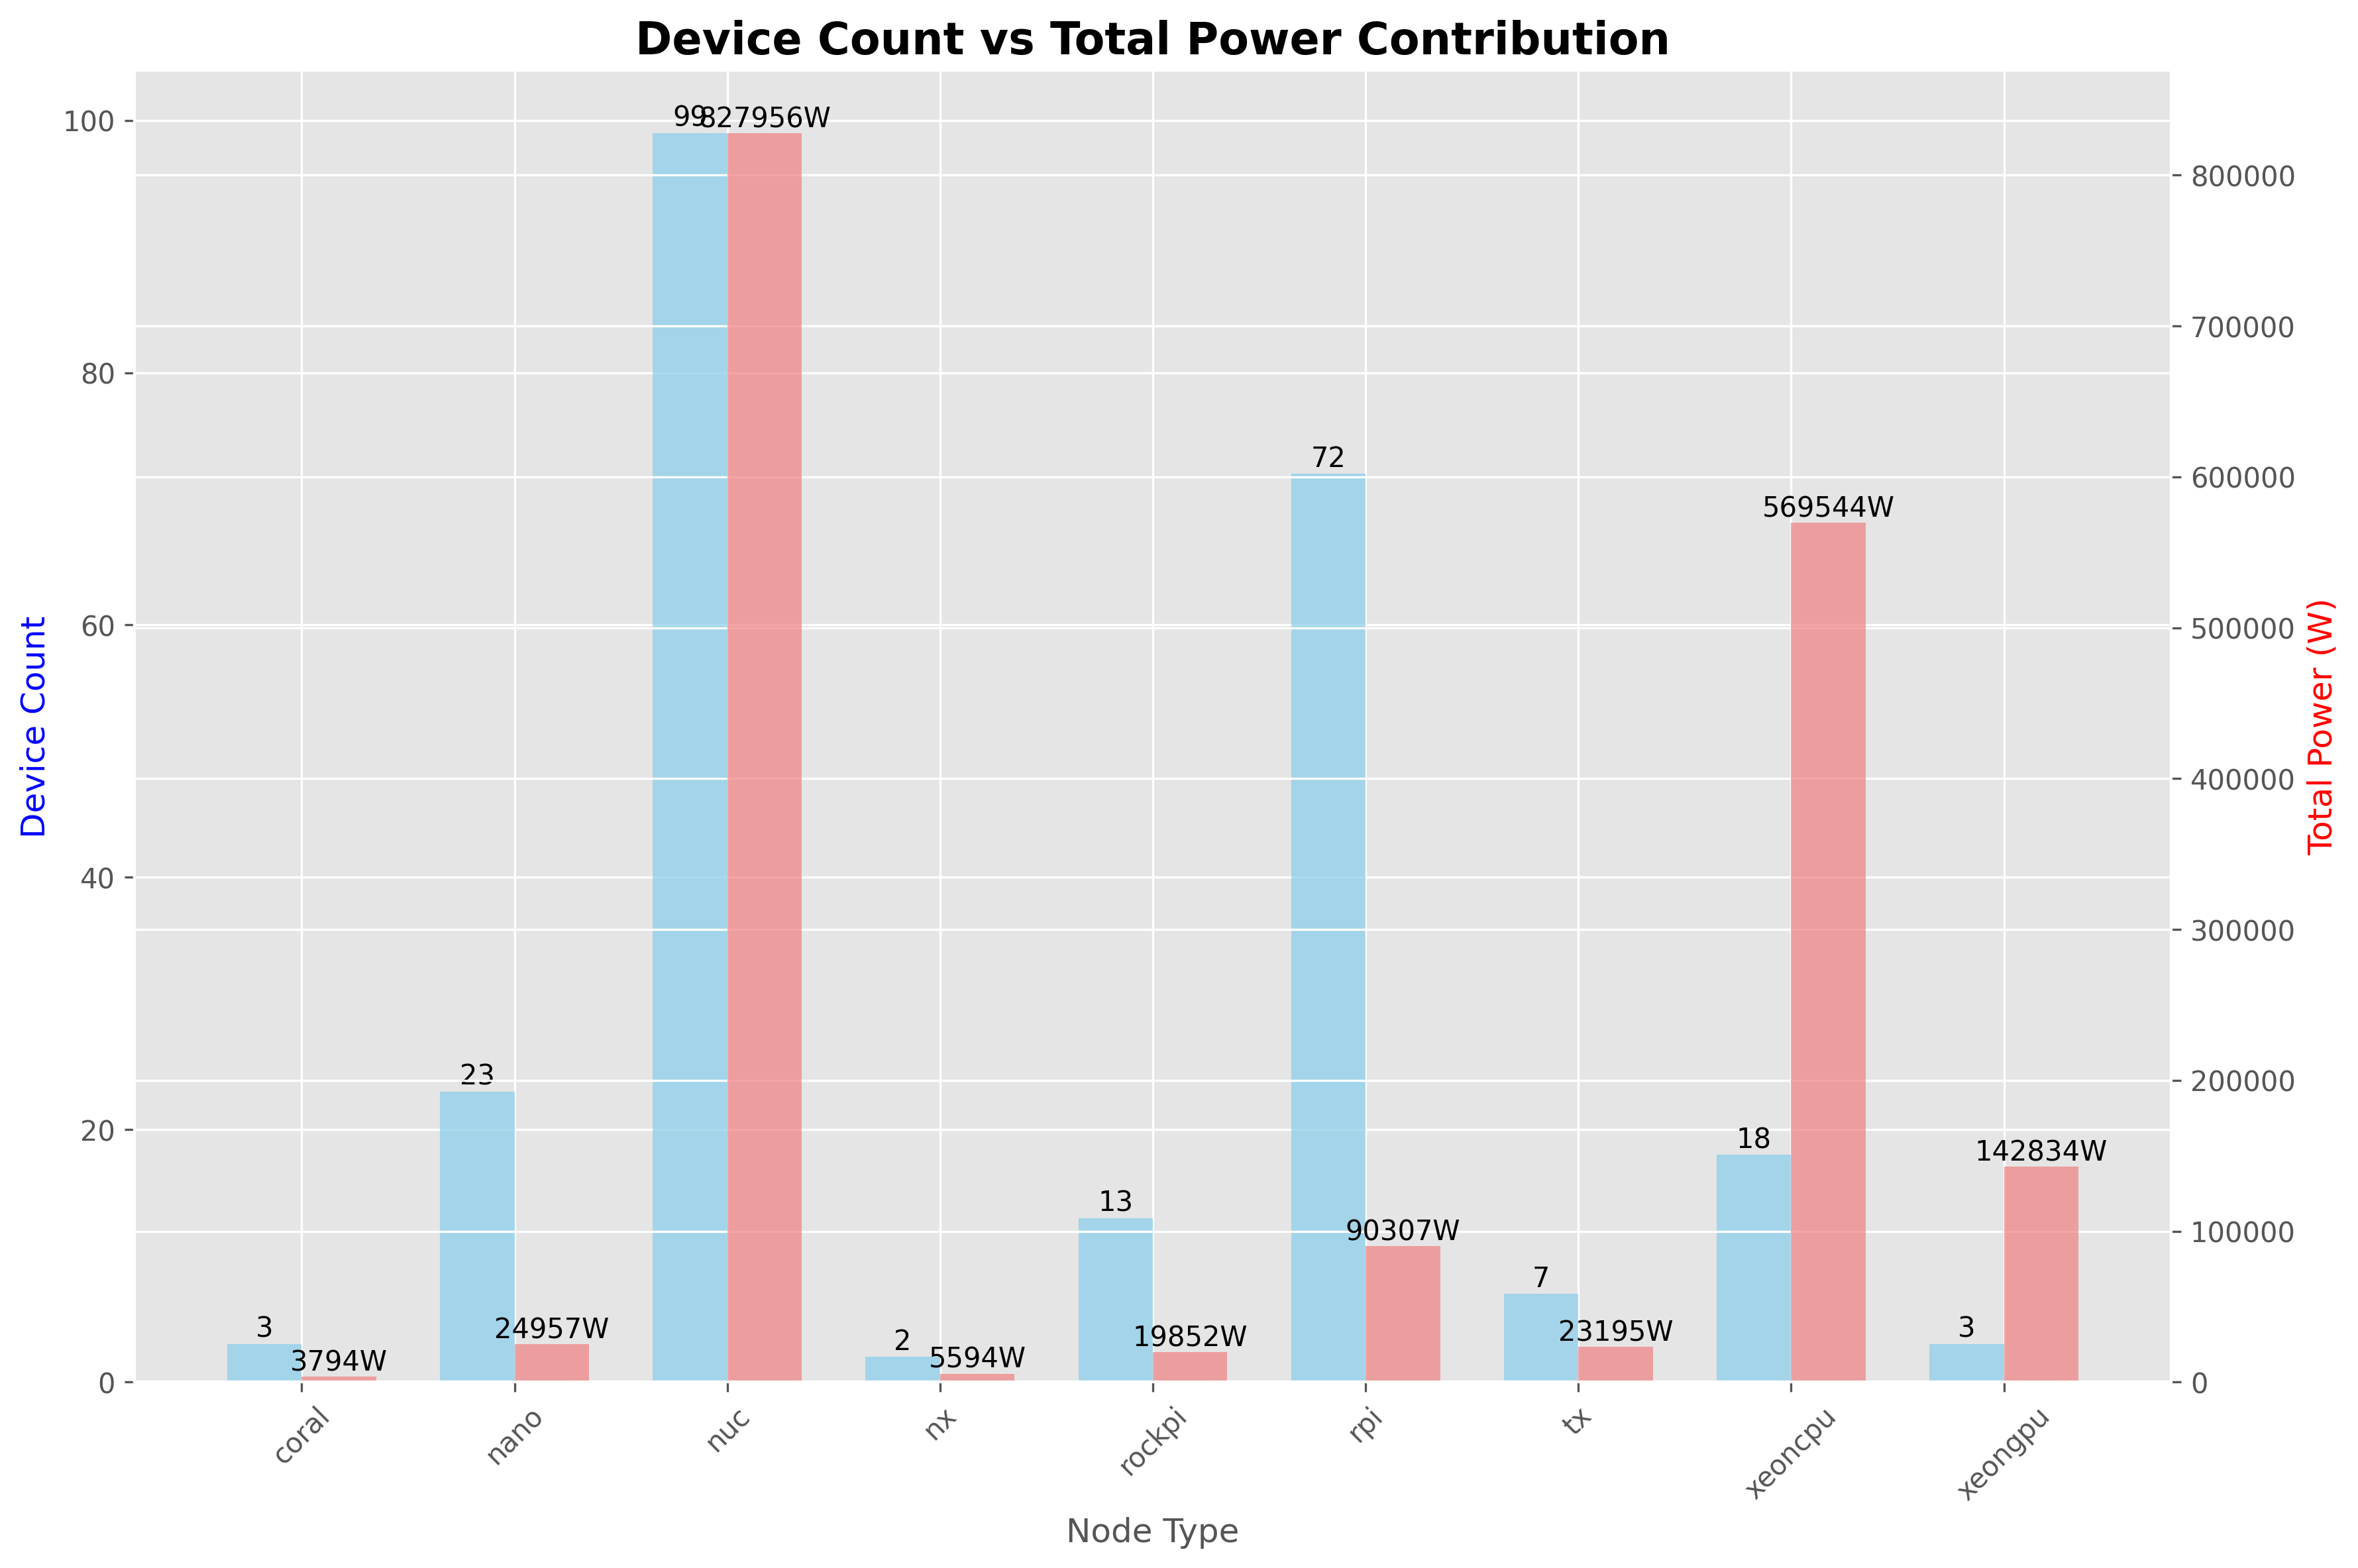 Device Count vs Total Power Contribution
100
80
60
40
20
0
Device Count
800000
700000
600000
500000
400000
300000
200000
100000
0
Total Power (W)
3
3794W
23
24957W
99
827956W
2
5594W
13
19852W
72
90307W
7
23195W
18
569544W
3
142834W
coral
nano
nuc
nx
rockpi
rpi
tx
xeoncpu
xeongpu
Node Type